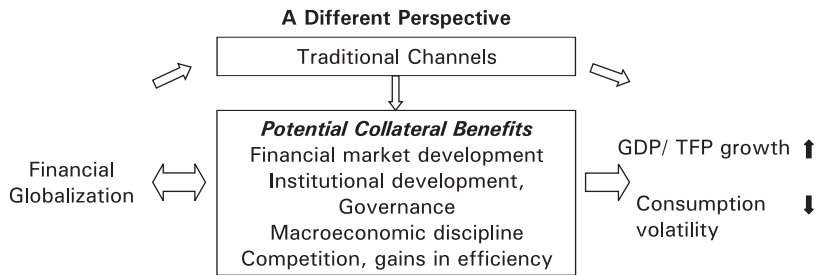 A Different Perspective
Traditional Channels
Financial
Globalization
Potential Collateral Benefits
Financial market development
Institutional development,
Governance
Macroeconomic discipline
Competition, gains in efficiency
GDP/ TFP growth
Consumption
volatility